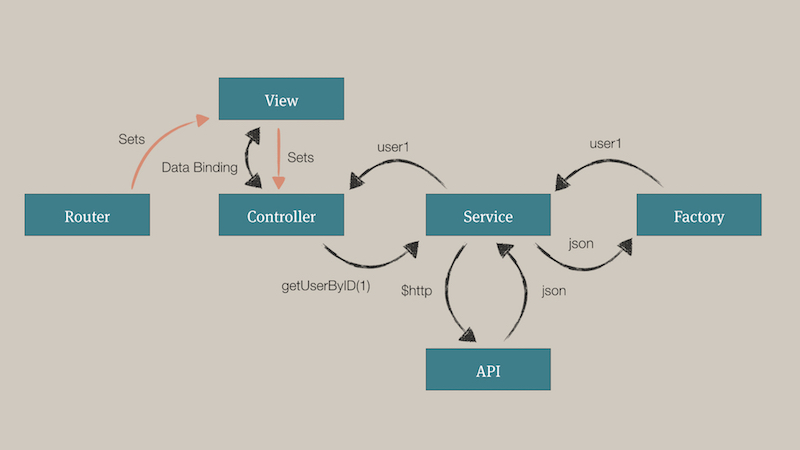 View
Sets
Data Binding
Sets
user1
user1
Router
Controller
Service
Factory
json
getUserByID(1)
$http
json
API